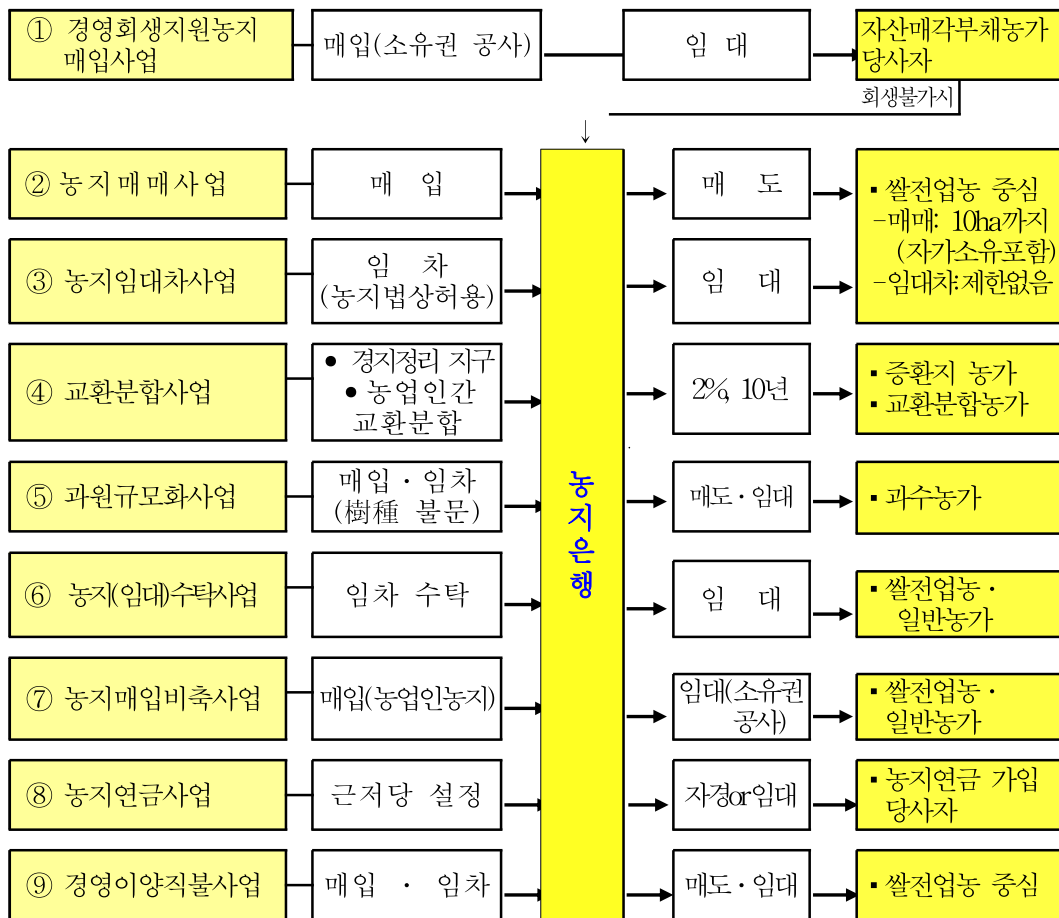 ① 경영회생지원농지
매입사업
매입(소유권 공사)
임 대
자산매각부채농가
당사자
회생불가시
↓
② 농지매매사업
매 입
매 도
▪ 쌀전업농 중심
-매매: 10ha까지
(자가소유포함)
-임대차:제한없음
③ 농지임대차사업
임 차
(농지법상허용)
임 대
④ 교환분합사업
● 경지정리 지구
● 농업인간
교환분합
2%, 10년
▪ 증환지 농가
▪ 교환분합농가
농지은행
⑤ 과원규모화사업
매입·임차
(樹種 불문)
매도·임대
▪ 과수농가
⑥ 농지(임대)수탁사업
임차 수탁
임 대
▪ 쌀전업농·
일반농가
⑦ 농지매입비축사업
매입(농업인농지)
임대(소유권
공사)
▪ 쌀전업농·
일반농가
⑧ 농지연금사업
근저당 설정
자경or임대
▪ 농지연금 가입
당사자
⑨ 경영이양직불사업
매입 · 임차
매도·임대
▪ 쌀전업농 중심